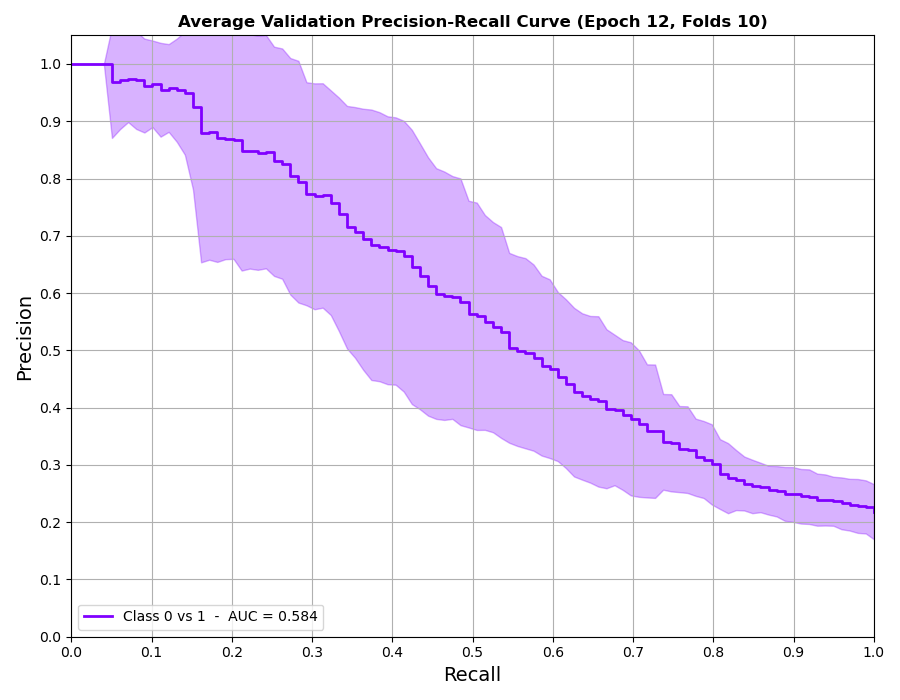 Average Validation Precision-Recall Curve (Epoch 12, Folds 10)
Precision
1.0
0.9
0.8
0.7
0.6
0.5
0.4
0.3
0.2
0.1
0.0
Class 0 vs 1 - AUC = 0.584
0.0 0.1 0.2 0.3 0.4 0.5 0.6 0.7 0.8 0.9 1.0
Recall